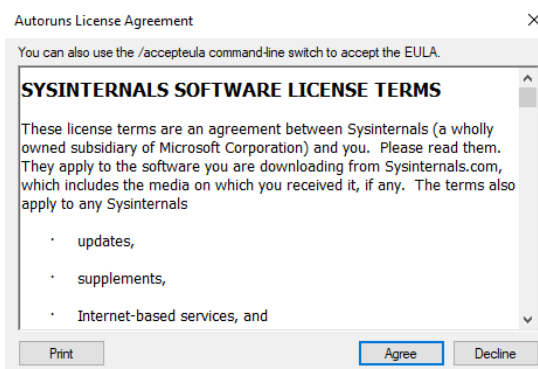 Autoruns License Agreement
You can also use the /accepteula command-line switch to accept the EULA.
SYSINTERNALS SOFTWARE LICENSE TERMS
These license terms are an agreement between Sysinternals (a wholly
owned subsidiary of Microsoft Corporation) and you.  Please read them.
They apply to the software you are downloading from Sysinternals.com,
which includes the media on which you received it, if any.  The terms also
apply to any Sysinternals
· updates,
· supplements,
· Internet-based services, and
Print Agree Decline